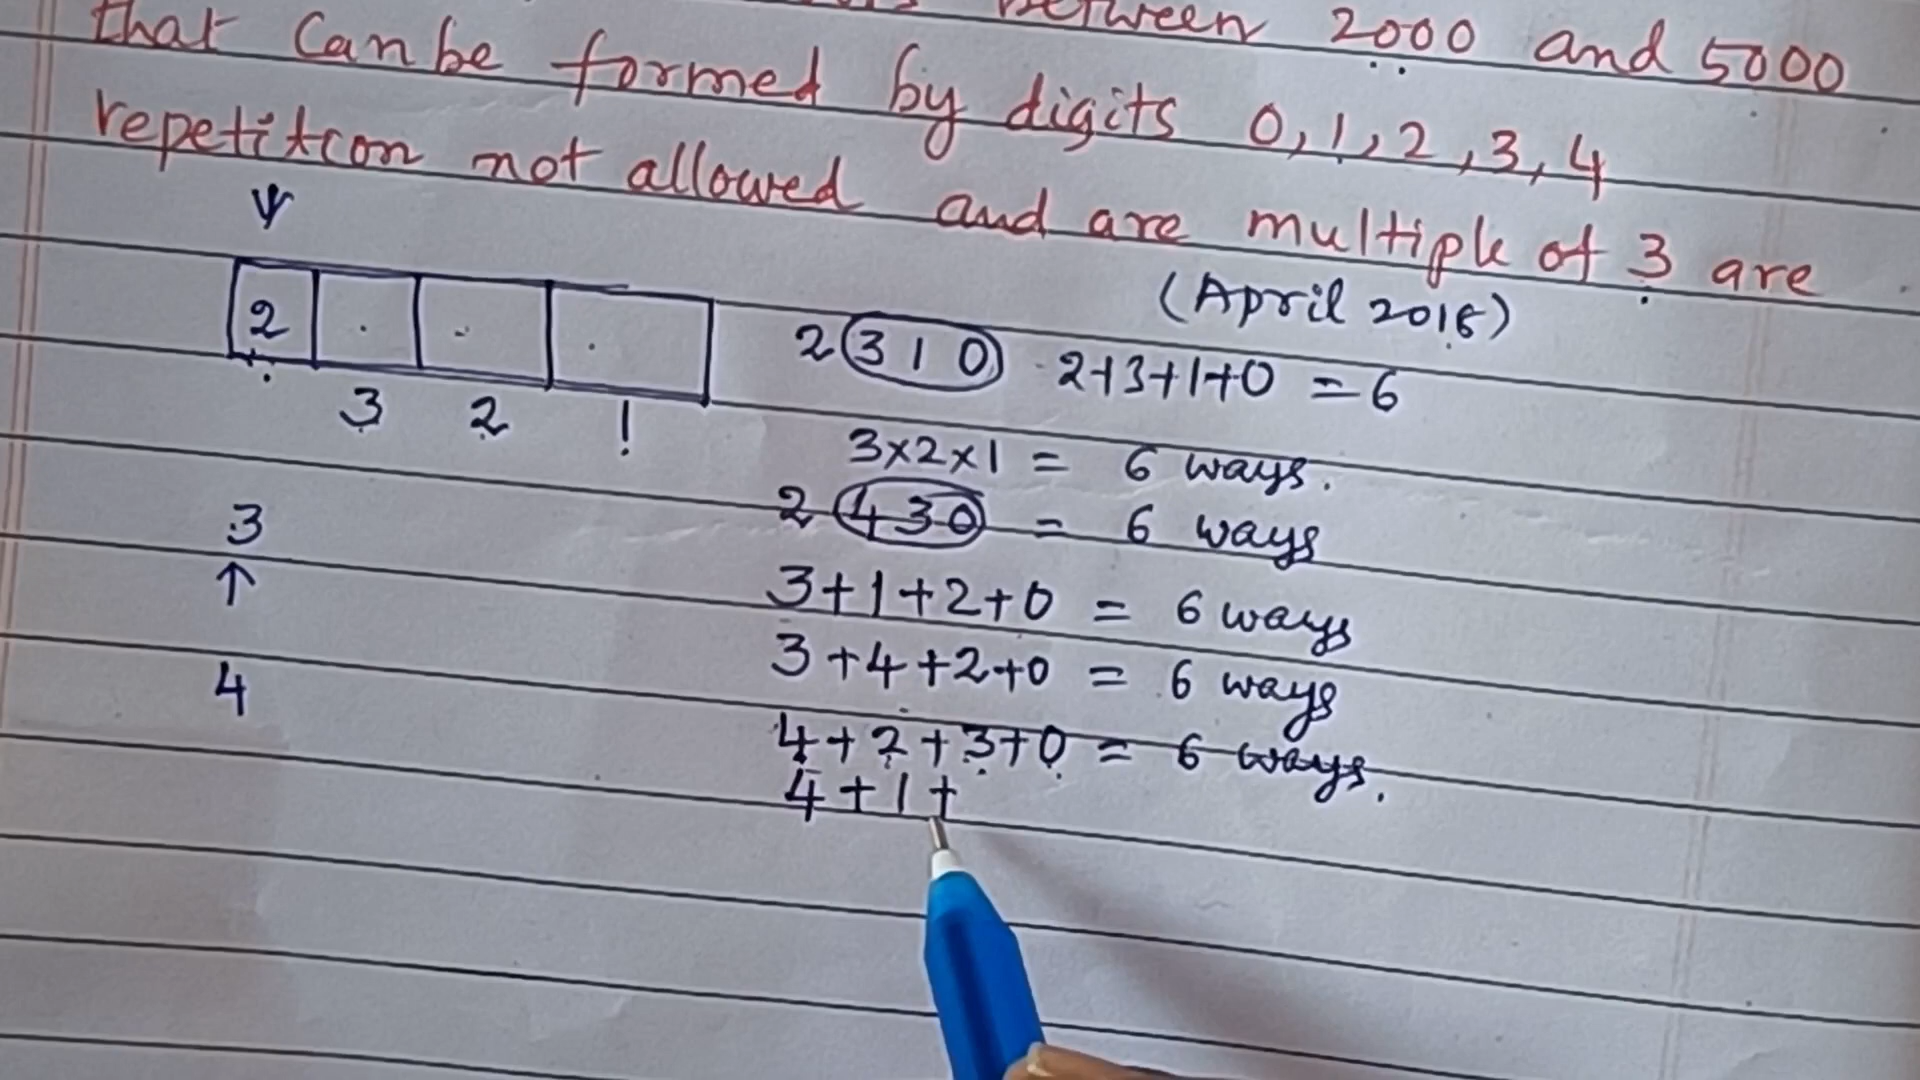 between 2000 and 5000
that can be formed by digits 0,1,2,3,4
repetition not allowed and are multiple of 3 are
(April 2018)
2 3 1 0 2+3+1+0 = 6
2
3 2 1
3×2×1 = 6 ways.
2 4 3 0 = 6 ways
3
3+1+2+0 = 6 ways
3+4+2+0 = 6 ways
4
4+2+3+0 = 6 ways.
4+1+